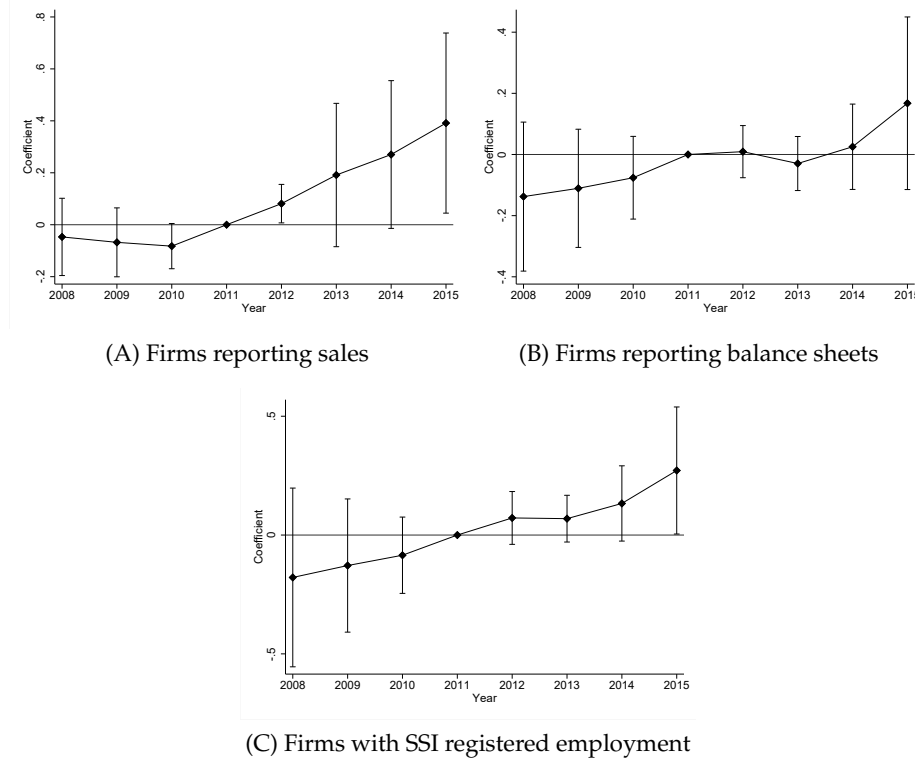 .8
.6
.4
.2
0
-.2
Coefficient
2008 2009 2010 2011 2012 2013 2014 2015
Year
(A) Firms reporting sales
.4
.2
0
-.2
-.4
Coefficient
2008 2009 2010 2011 2012 2013 2014 2015
Year
(B) Firms reporting balance sheets
.5
0
-.5
Coefficient
2008 2009 2010 2011 2012 2013 2014 2015
Year
(C) Firms with SSI registered employment